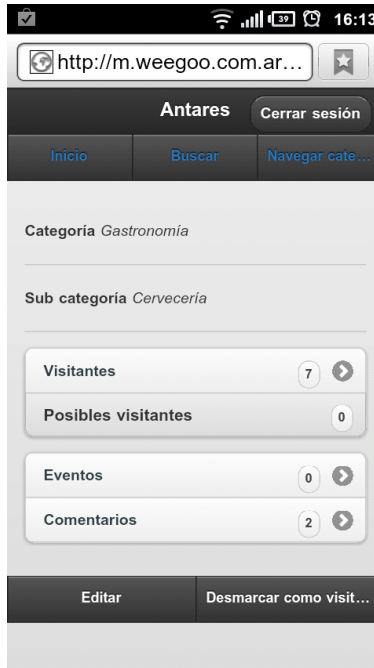 39 16:13
http://m.weegoo.com.ar...
Antares Cerrar sesión
Inicio Buscar Navegar cate...
Categoría Gastronomía
Sub categoría Cervecería
Visitantes 7
Posibles visitantes 0
Eventos 0
Comentarios 2
Editar Desmarcar como visit...